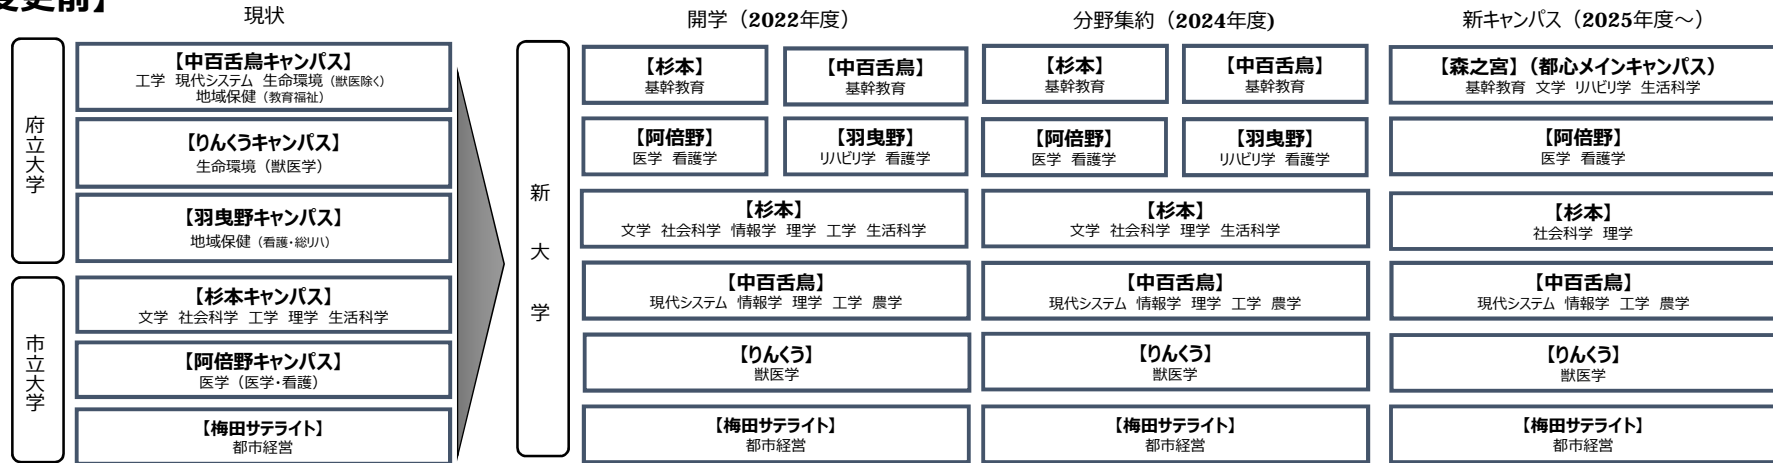 変更前】
現状
開学（2022年度）
分野集約（2024年度)
新キャンパス（2025年度～）
府立大学
【中百舌鳥キャンパス】
工学 現代システム 生命環境（獣医除く）
地域保健（教育福祉）
【りんくうキャンパス】
生命環境（獣医学）
【羽曳野キャンパス】
地域保健（看護・総リハ）
市立大学
【杉本キャンパス】
文学 社会科学 工学 理学 生活科学
【阿倍野キャンパス】
医学（医学・看護）
【梅田サテライト】
都市経営
新大学
【杉本】
基幹教育
【中百舌鳥】
基幹教育
【阿倍野】
医学 看護学
【羽曳野】
リハビリ学 看護学
【杉本】
文学 社会科学 情報学 理学 工学 生活科学
【中百舌鳥】
現代システム 情報学 理学 工学 農学
【りんくう】
獣医学
【梅田サテライト】
都市経営
【杉本】
基幹教育
【中百舌鳥】
基幹教育
【阿倍野】
医学 看護学
【羽曳野】
リハビリ学 看護学
【杉本】
文学 社会科学 理学 生活科学
【中百舌鳥】
現代システム 情報学 理学 工学 農学
【りんくう】
獣医学
【梅田サテライト】
都市経営
【森之宮】（都心メインキャンパス）
基幹教育 文学 リハビリ学 生活科学
【阿倍野】
医学 看護学
【杉本】
社会科学 理学
【中百舌鳥】
現代システム 情報学 工学 農学
【りんくう】
獣医学
【梅田サテライト】
都市経営